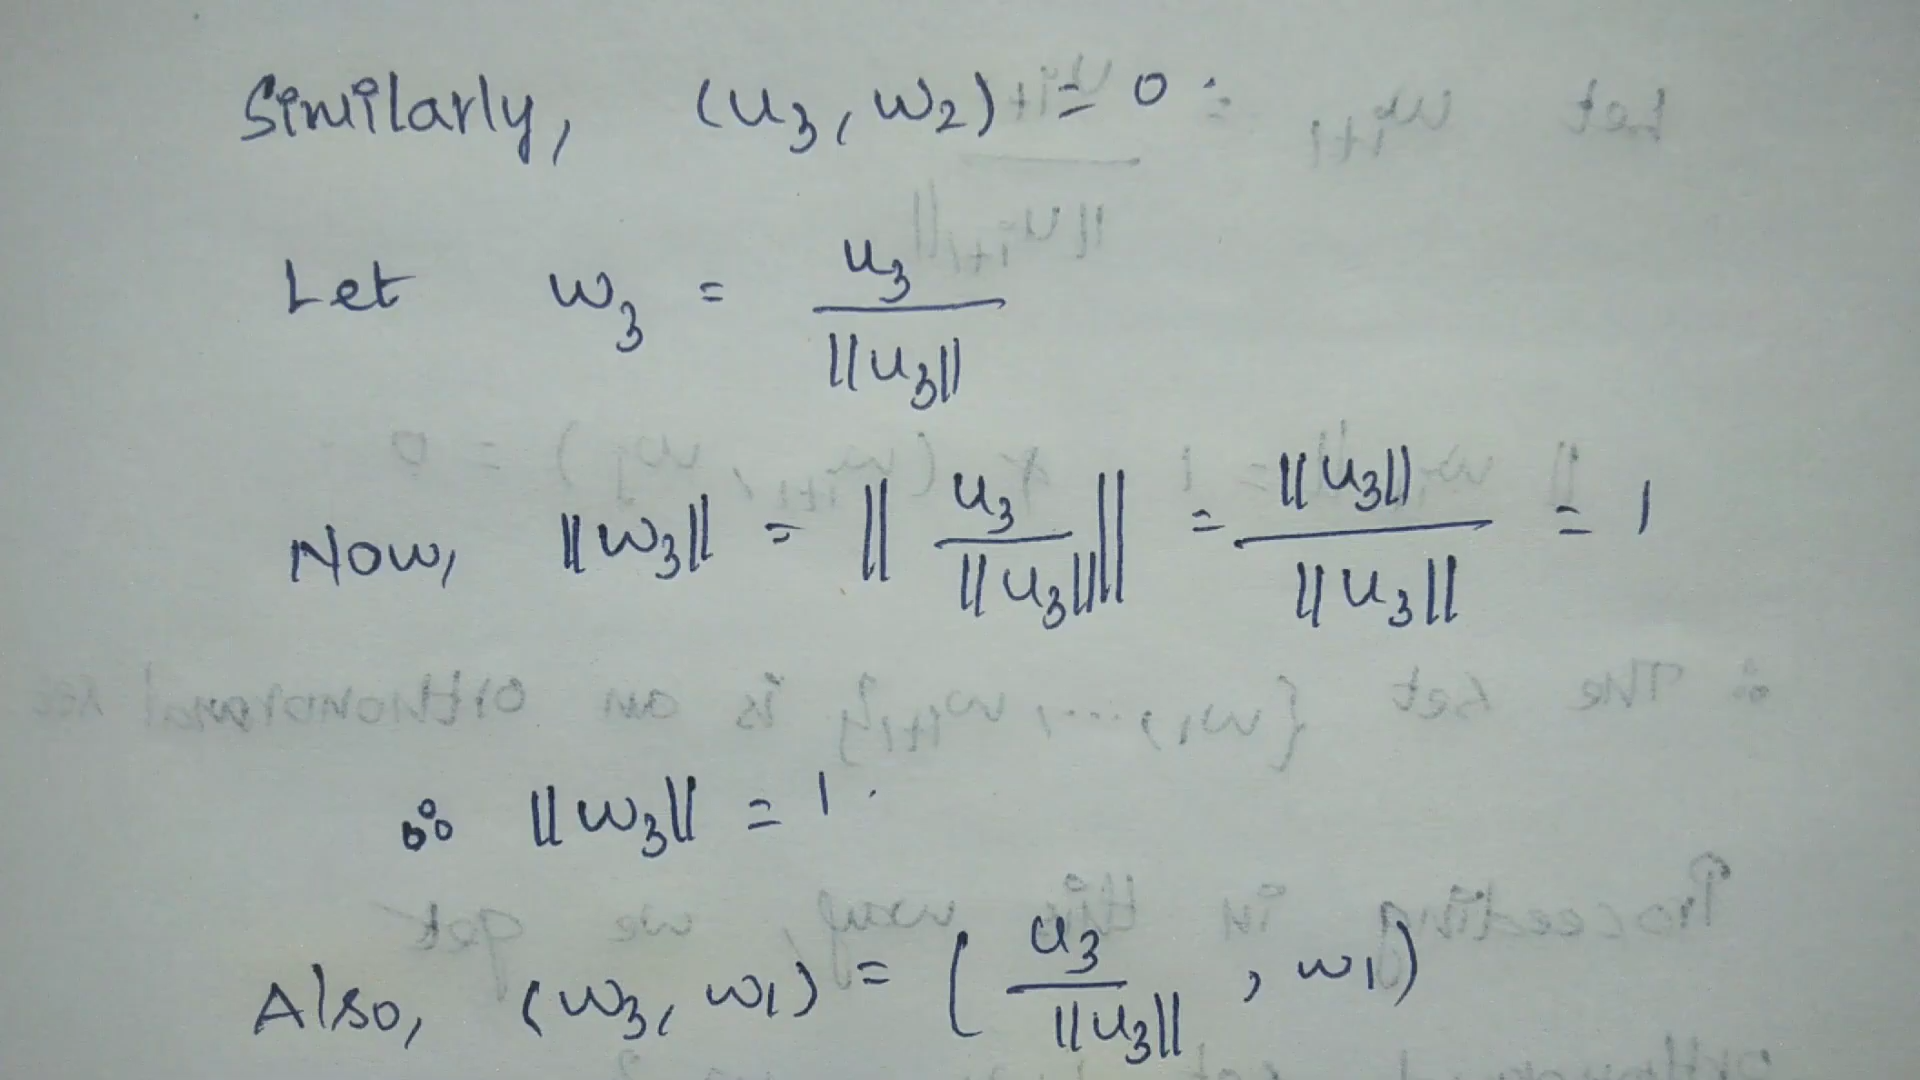 Similarly, (u₃, w₂) = 0.
Let w₃ = u₃ / ||u₃||
Now, ||w₃|| = || u₃ / ||u₃|| || = ||u₃|| / ||u₃|| = 1
∴ ||w₃|| = 1.
Also, (w₃, w₁) = ( u₃ / ||u₃|| , w₁)